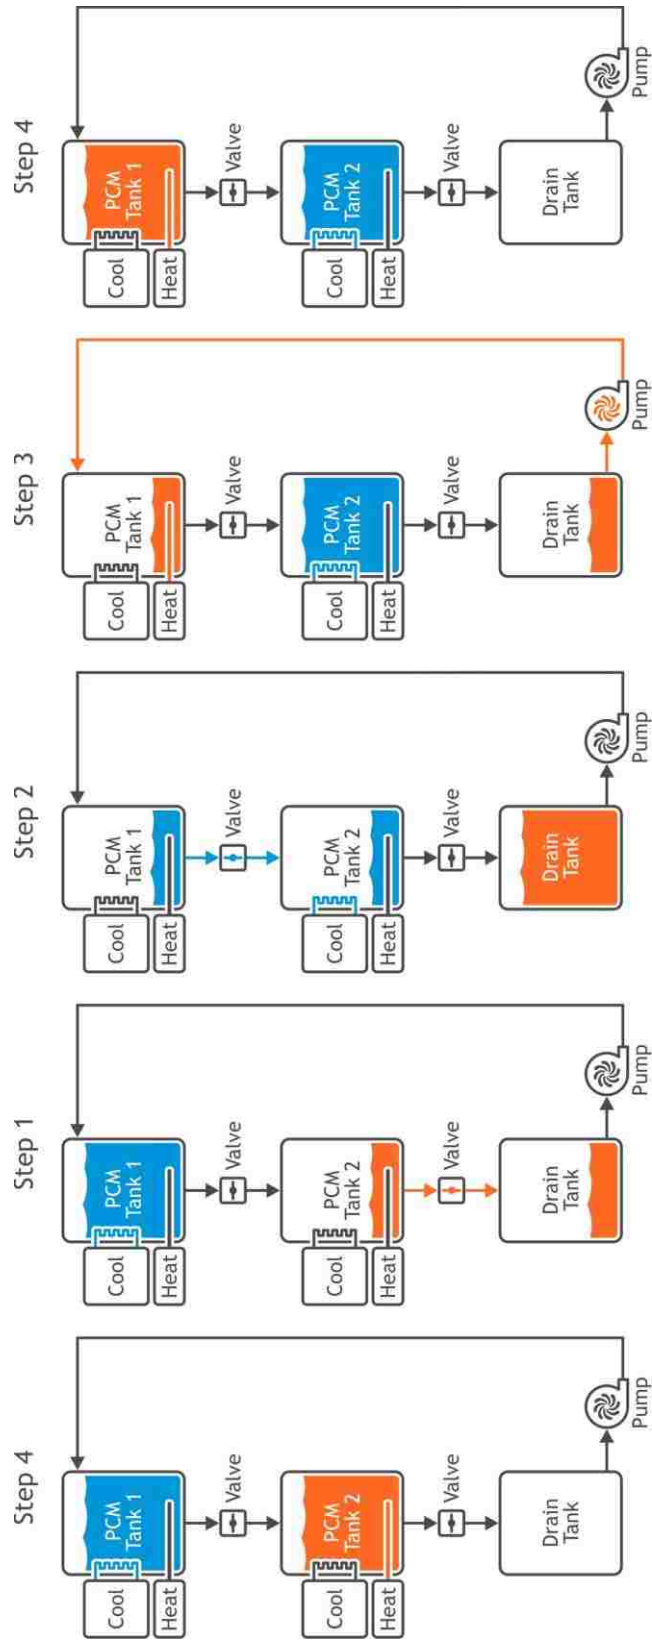 Step 4
PCM
Tank 1
Cool
Heat
Valve
PCM
Tank 2
Cool
Heat
Valve
Drain
Tank
Pump
Step 1
PCM
Tank 1
Cool
Heat
Valve
PCM
Tank 2
Cool
Heat
Valve
Drain
Tank
Pump
Step 2
PCM
Tank 1
Cool
Heat
Valve
PCM
Tank 2
Cool
Heat
Valve
Drain
Tank
Pump
Step 3
PCM
Tank 1
Cool
Heat
Valve
PCM
Tank 2
Cool
Heat
Valve
Drain
Tank
Pump
Step 4
PCM
Tank 1
Cool
Heat
Valve
PCM
Tank 2
Cool
Heat
Valve
Drain
Tank
Pump